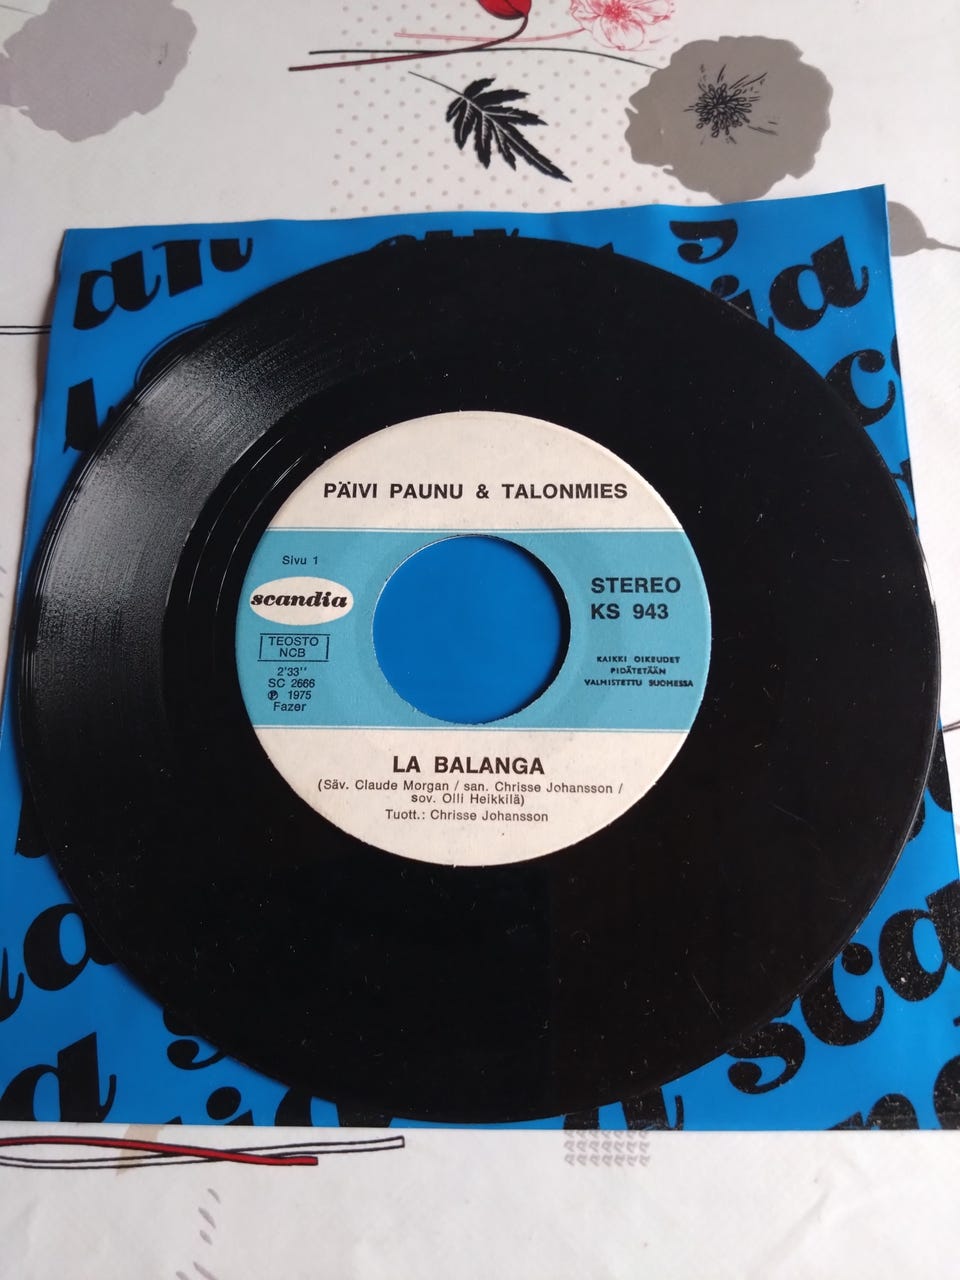 PÄIVI PAUNU & TALONMIES
Sivu 1
scandia
TEOSTO
NCB
2'33''
SC 2666
Ⓟ 1975
Fazer
STEREO
KS 943
KAIKKI OIKEUDET
PIDÄTETÄÄN
VALMISTETTU SUOMESSA
LA BALANGA
(Säv. Claude Morgan / san. Chrisse Johansson /
sov. Olli Heikkilä)
Tuott.: Chrisse Johansson